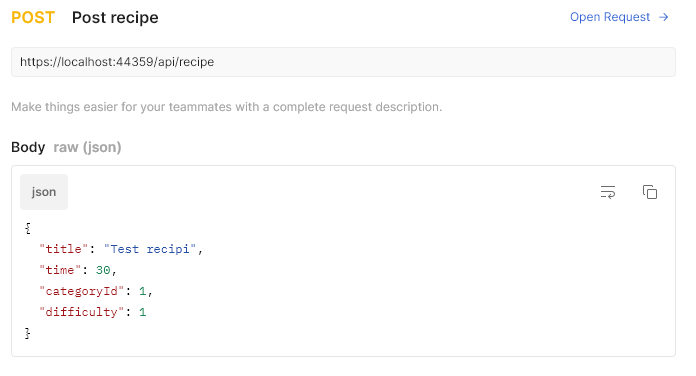 POST Post recipe Open Request →
https://localhost:44359/api/recipe
Make things easier for your teammates with a complete request description.
Body raw (json)
json
{
"title": "Test recipi",
"time": 30,
"categoryId": 1,
"difficulty": 1
}